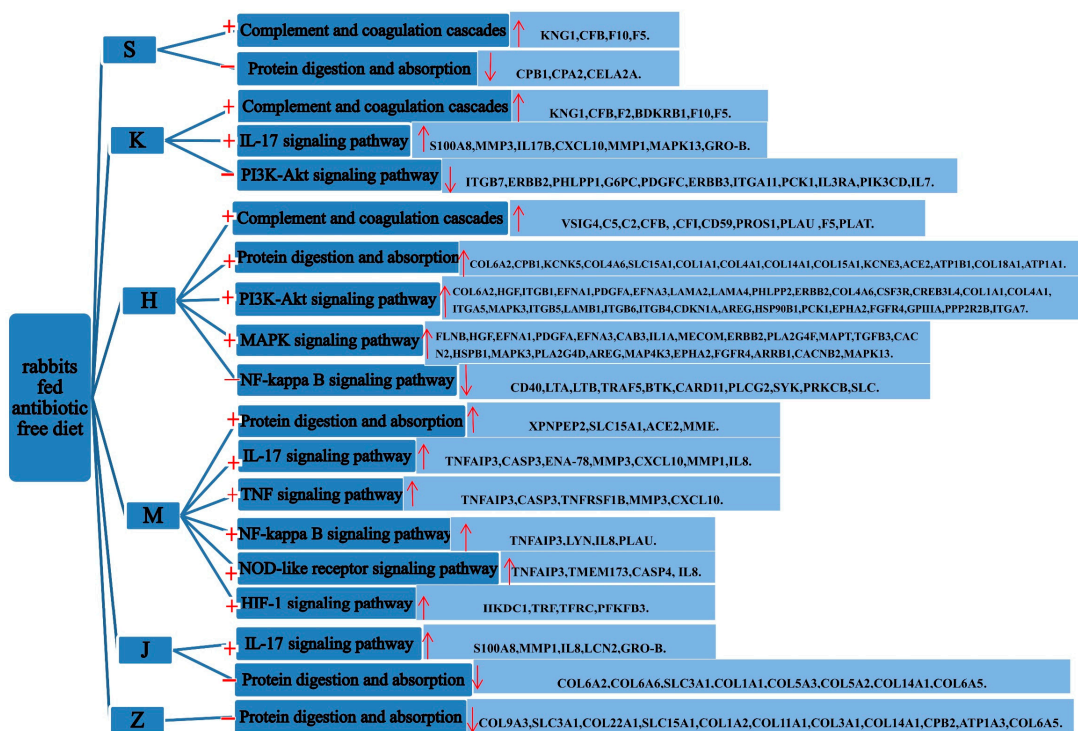 S
+ Complement and coagulation cascades ↑ KNG1,CFB,F10,F5.
− Protein digestion and absorption ↓ CPB1,CPA2,CELA2A.
K
+ Complement and coagulation cascades ↑ KNG1,CFB,F2,BDKRB1,F10,F5.
+ IL-17 signaling pathway ↑ S100A8,MMP3,IL17B,CXCL10,MMP1,MAPK13,GRO-B.
− PI3K-Akt signaling pathway ↓ ITGB7,ERBB2,PHLPP1,G6PC,PDGFC,ERBB3,ITGA11,PCK1,IL3RA,PIK3CD,IL7.
H
+ Complement and coagulation cascades ↑ VSIG4,C5,C2,CFB, ,CFI,CD59,PROS1,PLAU ,F5,PLAT.
+ Protein digestion and absorption ↑ COL6A2,CPB1,KCNK5,COL4A6,SLC15A1,COL1A1,COL4A1,COL14A1,COL15A1,KCNE3,ACE2,ATP1B1,COL18A1,ATP1A1.
+ PI3K-Akt signaling pathway ↑ COL6A2,HGF,ITGB1,EFNA1,PDGFA,EFNA3,LAMA2,LAMA4,PHLPP2,ERBB2,COL4A6,CSF3R,CREB3L4,COL1A1,COL4A1,
ITGA5,MAPK3,ITGB5,LAMB1,ITGB6,ITGB4,CDKN1A,AREG,HSP90B1,PCK1,EPHA2,FGFR4,GPIIIA,PPP2R2B,ITGA7.
+ MAPK signaling pathway ↑ FLNB,HGF,EFNA1,PDGFA,EFNA3,CAB3,IL1A,MECOM,ERBB2,PLA2G4F,MAPT,TGFB3,CAC
N2,HSPB1,MAPK3,PLA2G4D,AREG,MAP4K3,EPHA2,FGFR4,ARRB1,CACNB2,MAPK13.
− NF-kappa B signaling pathway ↓ CD40,LTA,LTB,TRAF5,BTK,CARD11,PLCG2,SYK,PRKCB,SLC.
rabbits
fed
antibiotic
free diet
M
+ Protein digestion and absorption ↑ XPNPEP2,SLC15A1,ACE2,MME.
+ IL-17 signaling pathway ↑ TNFAIP3,CASP3,ENA-78,MMP3,CXCL10,MMP1,IL8.
+ TNF signaling pathway ↑ TNFAIP3,CASP3,TNFRSF1B,MMP3,CXCL10.
+ NF-kappa B signaling pathway ↑ TNFAIP3,LYN,IL8,PLAU.
+ NOD-like receptor signaling pathway ↑ TNFAIP3,TMEM173,CASP4, IL8.
+ HIF-1 signaling pathway ↑ HKDC1,TRF,TFRC,PFKFB3.
J
+ IL-17 signaling pathway ↑ S100A8,MMP1,IL8,LCN2,GRO-B.
− Protein digestion and absorption ↓ COL6A2,COL6A6,SLC3A1,COL1A1,COL5A3,COL5A2,COL14A1,COL6A5.
Z
− Protein digestion and absorption ↓ COL9A3,SLC3A1,COL22A1,SLC15A1,COL1A2,COL11A1,COL3A1,COL14A1,CPB2,ATP1A3,COL6A5.